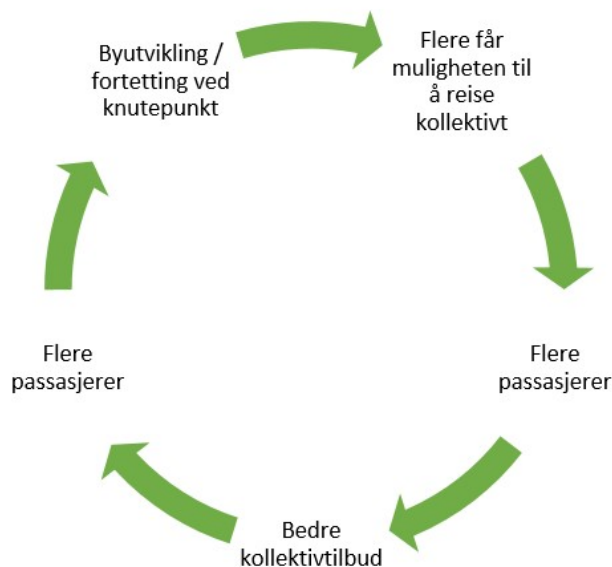 Byutvikling /
fortetting ved
knutepunkt
Flere får
muligheten til
å reise
kollektivt
Flere
passasjerer
Bedre
kollektivtilbud
Flere
passasjerer